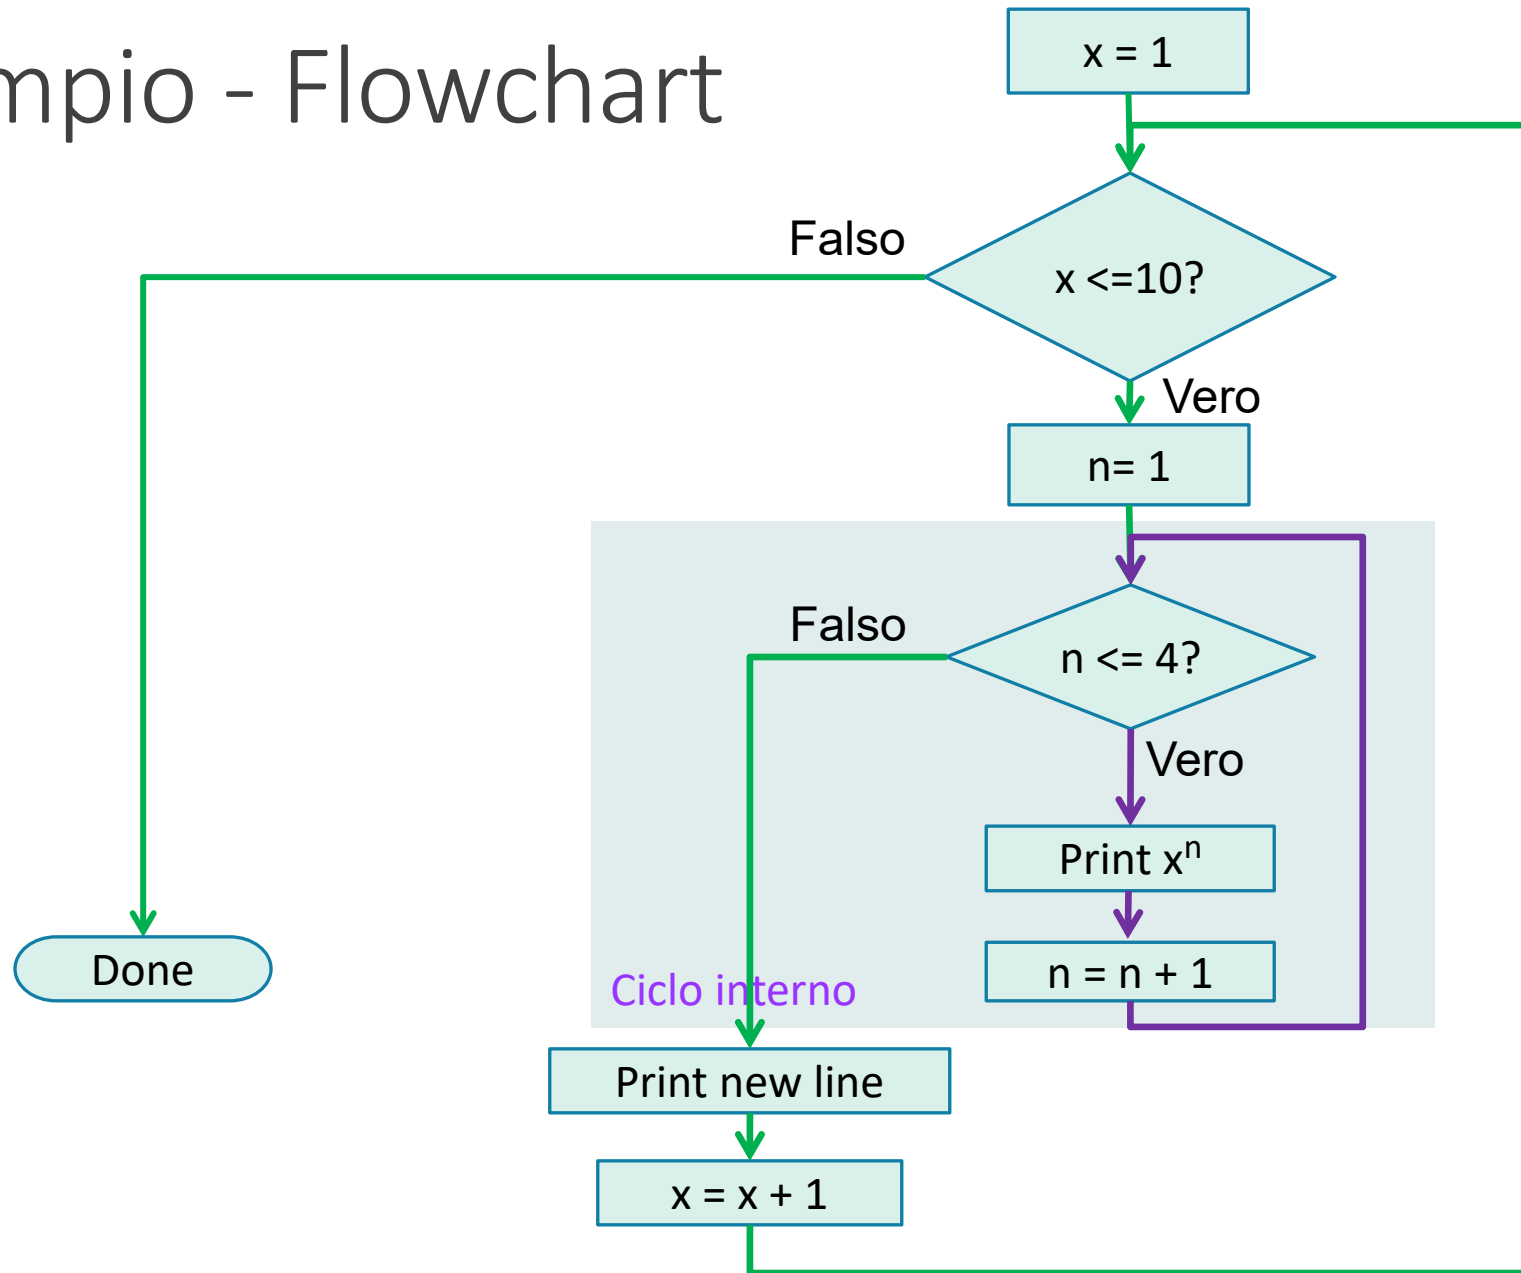 mpio - Flowchart
x = 1
Falso
x <=10?
Vero
n= 1
Falso
n <= 4?
Vero
Print xⁿ
n = n + 1
Done
Ciclo interno
Print new line
x = x + 1